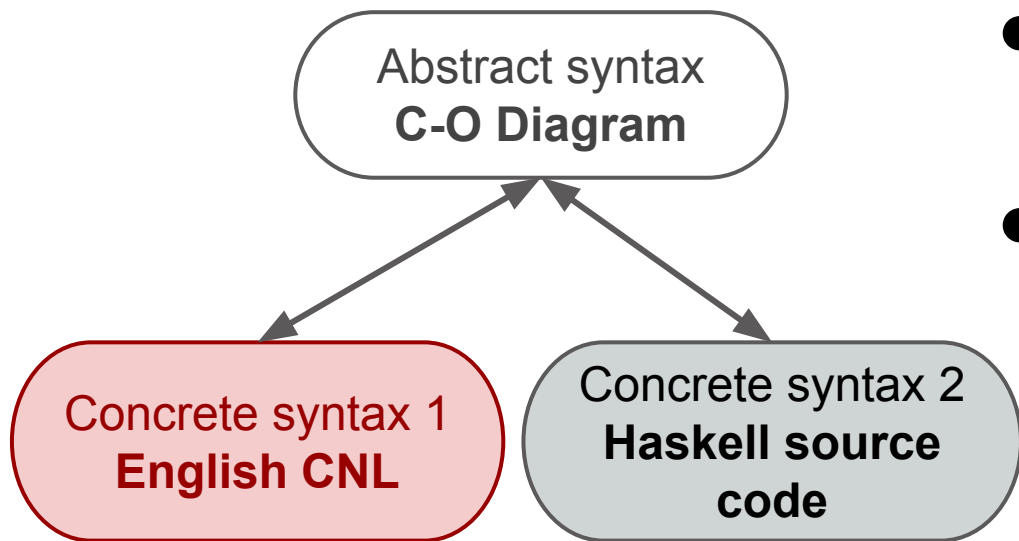 Abstract syntax
C-O Diagram
Concrete syntax 1
English CNL
Concrete syntax 2
Haskell source
code